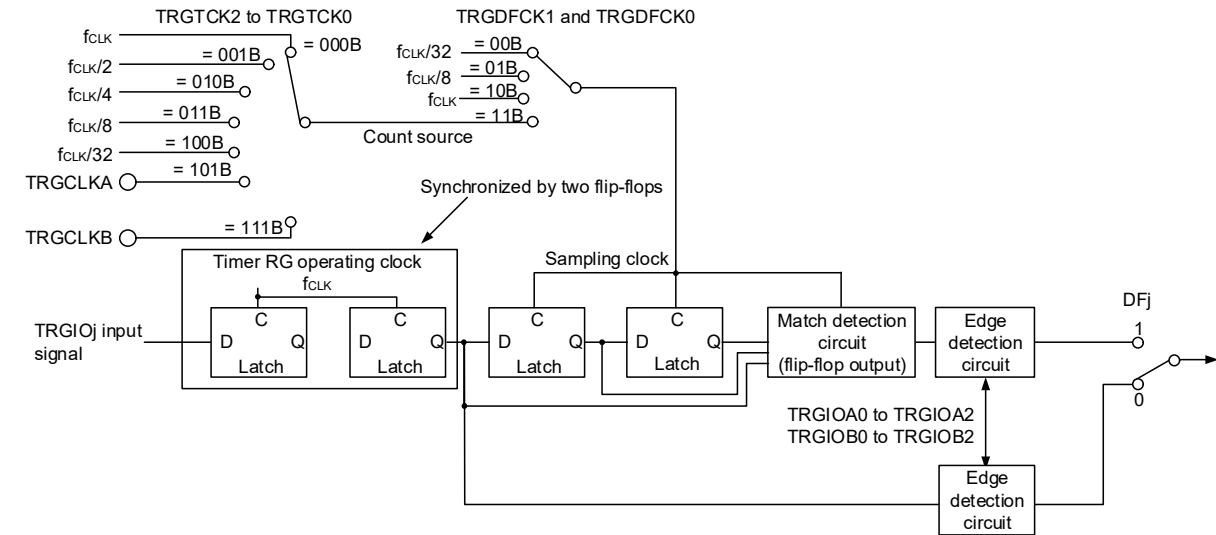 TRGTCK2 to TRGTCK0
TRGDFCK1 and TRGDFCK0
fCLK
= 000B
fCLK/2
= 001B
fCLK/4
= 010B
fCLK/8
= 011B
fCLK/32
= 100B
TRGCLKA
= 101B
TRGCLKB
= 111B
fCLK/32
= 00B
fCLK/8
= 01B
fCLK
= 10B
= 11B
Count source
Synchronized by two flip-flops
Timer RG operating clock
fCLK
Sampling clock
TRGIOj input
signal
C
D
Q
Latch
C
D
Q
Latch
C
D
Q
Latch
C
D
Q
Latch
Match detection
circuit
(flip-flop output)
Edge
detection
circuit
DFj
1
0
TRGIOA0 to TRGIOA2
TRGIOB0 to TRGIOB2
Edge
detection
circuit